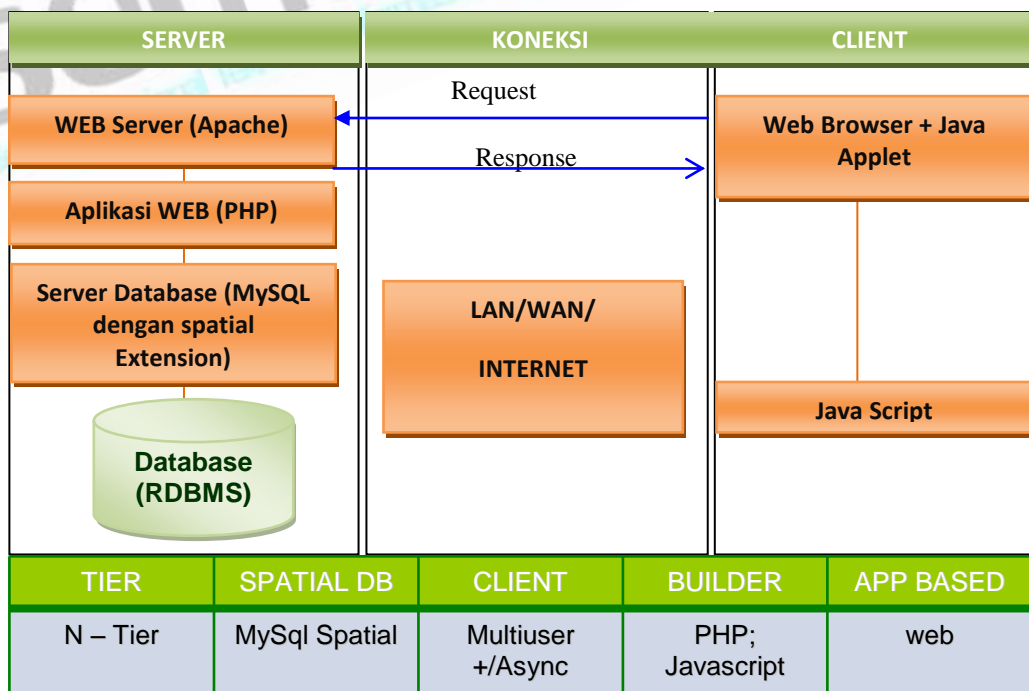 SERVER
KONEKSI
CLIENT
Request
WEB Server (Apache)
Response
Web Browser + Java
Applet
Aplikasi WEB (PHP)
Server Database (MySQL
dengan spatial
Extension)
LAN/WAN/
INTERNET
Java Script
Database
(RDBMS)
TIER
SPATIAL DB
CLIENT
BUILDER
APP BASED
N – Tier
MySql Spatial
Multiuser
+/Async
PHP;
Javascript
web